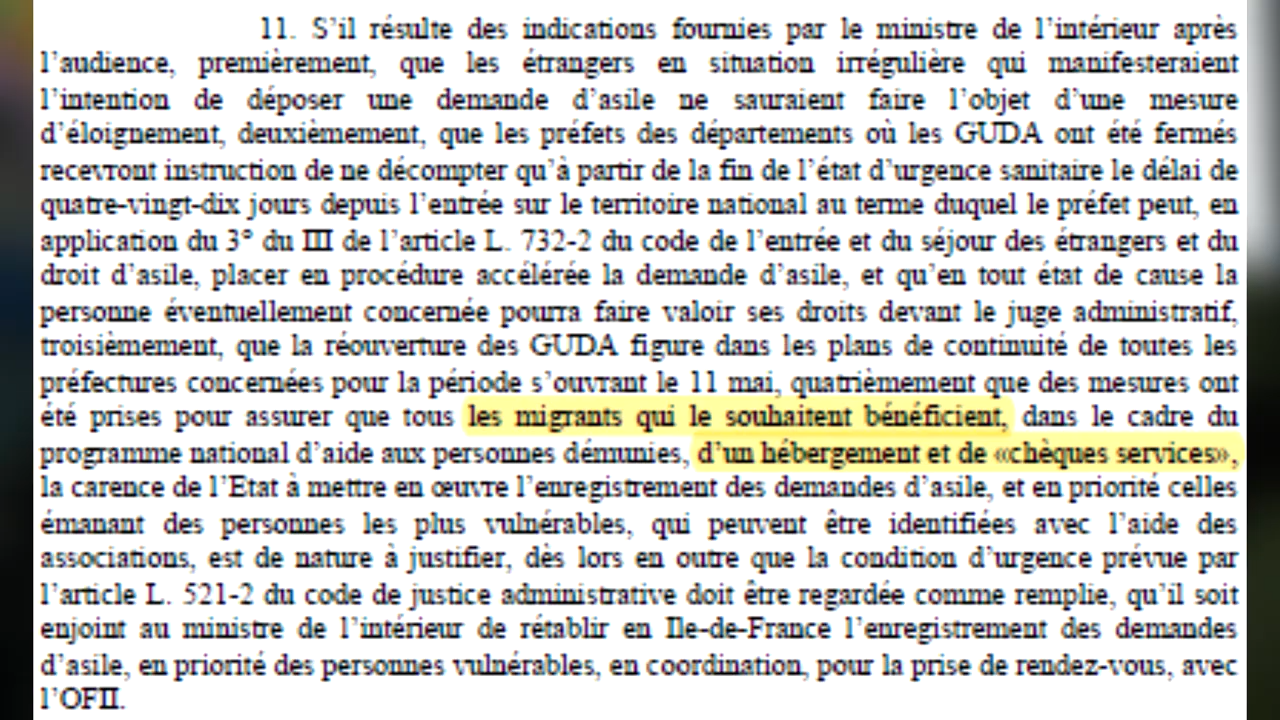 11. S’il résulte des indications fournies par le ministre de l’intérieur après
l’audience, premièrement, que les étrangers en situation irrégulière qui manifesteraient
l’intention de déposer une demande d’asile ne sauraient faire l’objet d’une mesure
d’éloignement, deuxièmement, que les préfets des départements où les GUDA ont été fermés
recevront instruction de ne décompter qu’à partir de la fin de l’état d’urgence sanitaire le délai de
quatre-vingt-dix jours depuis l’entrée sur le territoire national au terme duquel le préfet peut, en
application du 3° du III de l’article L. 732-2 du code de l’entrée et du séjour des étrangers et du
droit d’asile, placer en procédure accélérée la demande d’asile, et qu’en tout état de cause la
personne éventuellement concernée pourra faire valoir ses droits devant le juge administratif,
troisièmement, que la réouverture des GUDA figure dans les plans de continuité de toutes les
préfectures concernées pour la période s’ouvrant le 11 mai, quatrièmement que des mesures ont
été prises pour assurer que tous les migrants qui le souhaitent bénéficient, dans le cadre du
programme national d’aide aux personnes démunies, d’un hébergement et de «chèques services»,
la carence de l’Etat à mettre en œuvre l’enregistrement des demandes d’asile, et en priorité celles
émanant des personnes les plus vulnérables, qui peuvent être identifiées avec l’aide des
associations, est de nature à justifier, dès lors en outre que la condition d’urgence prévue par
l’article L. 521-2 du code de justice administrative doit être regardée comme remplie, qu’il soit
enjoint au ministre de l’intérieur de rétablir en Ile-de-France l’enregistrement des demandes
d’asile, en priorité des personnes vulnérables, en coordination, pour la prise de rendez-vous, avec
l’OFII.